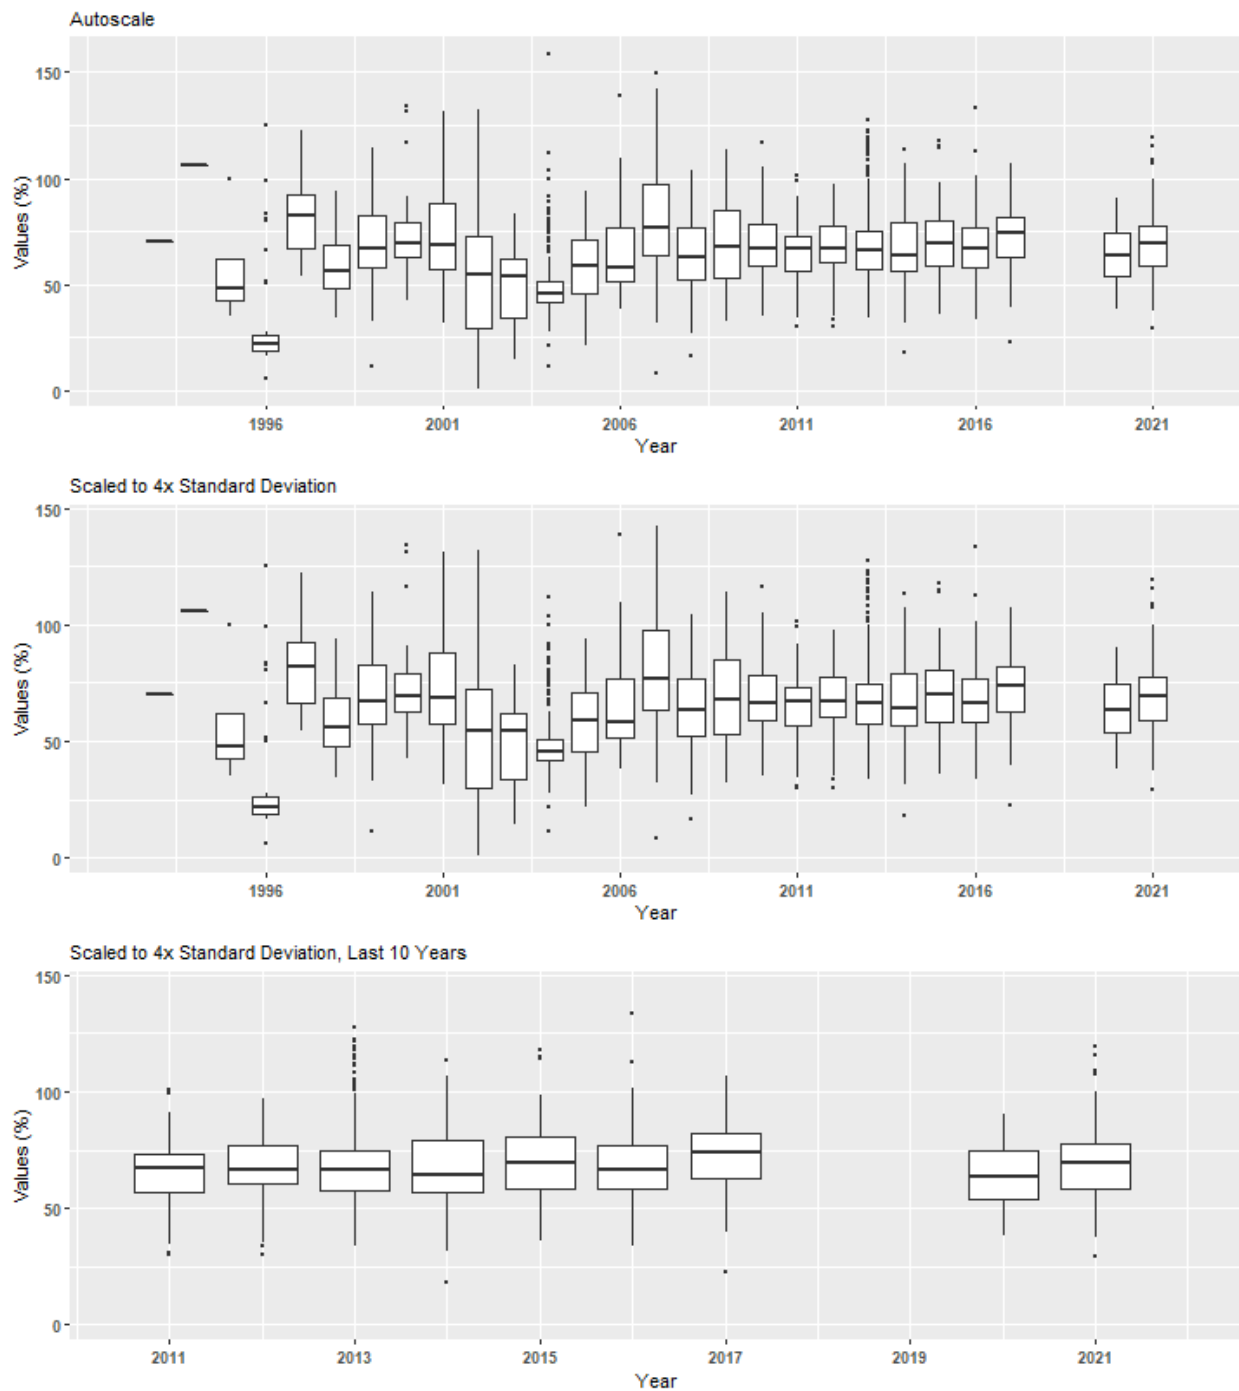 Autoscale
150
100
50
0
Values (%)
1996 2001 2006 2011 2016 2021
Year
Scaled to 4x Standard Deviation
150
100
50
0
Values (%)
1996 2001 2006 2011 2016 2021
Year
Scaled to 4x Standard Deviation, Last 10 Years
150
100
50
0
Values (%)
2011 2013 2015 2017 2019 2021
Year